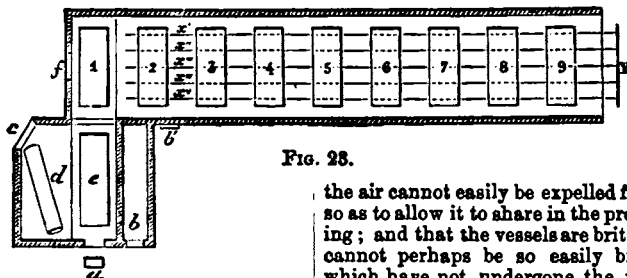 x'
x''
f 1 2 3 4 5 6 7 8 9
c
d e b b'
a
FIG. 28.
the air cannot easily be expelled f
so as to allow it to share in the pre
ing ; and that the vessels are brit
cannot perhaps be so easily b
which have not undergone the